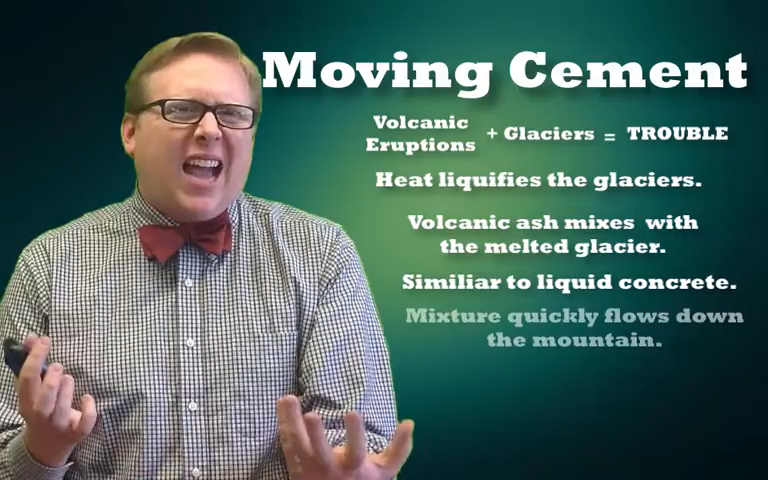 Moving Cement
Volcanic
Eruptions + Glaciers = TROUBLE
Heat liquifies the glaciers.
Volcanic ash mixes with
the melted glacier.
Similiar to liquid concrete.
Mixture quickly flows down
the mountain.